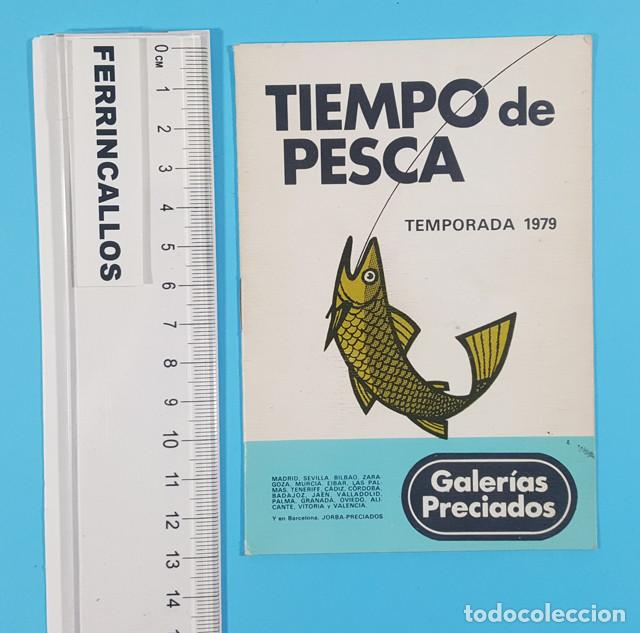 FERRINCALLOS
0 CM
1
2
3
4
5
6
7
8
9
10
11
12
13
14
TIEMPO de
PESCA
TEMPORADA 1979
MADRID, SEVILLA, BILBAO, ZARA-
GOZA, MURCIA, EIBAR, LAS PAL-
MAS, TENERIFE, CÁDIZ, CÓRDOBA,
BADAJOZ, JAEN, VALLADOLID,
PALMA, GRANADA, OVIEDO, ALI-
CANTE, VITORIA y VALENCIA.
Y en Barcelona, JORBA-PRECIADOS
Galerías
Preciados
todocoleccion